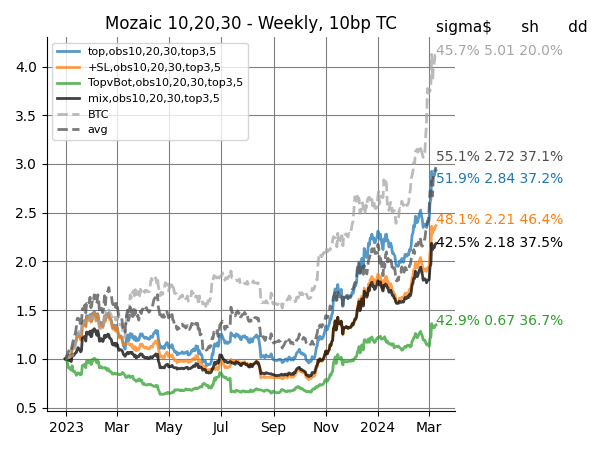 Mozaic 10,20,30 - Weekly, 10bp TC
sigma$ sh dd
top,obs10,20,30,top3,5
+SL,obs10,20,30,top3,5
TopvBot,obs10,20,30,top3,5
mix,obs10,20,30,top3,5
BTC
avg
45.7% 5.01 20.0%
55.1% 2.72 37.1%
51.9% 2.84 37.2%
48.1% 2.21 46.4%
42.5% 2.18 37.5%
42.9% 0.67 36.7%
4.0
3.5
3.0
2.5
2.0
1.5
1.0
0.5
2023 Mar May Jul Sep Nov 2024 Mar